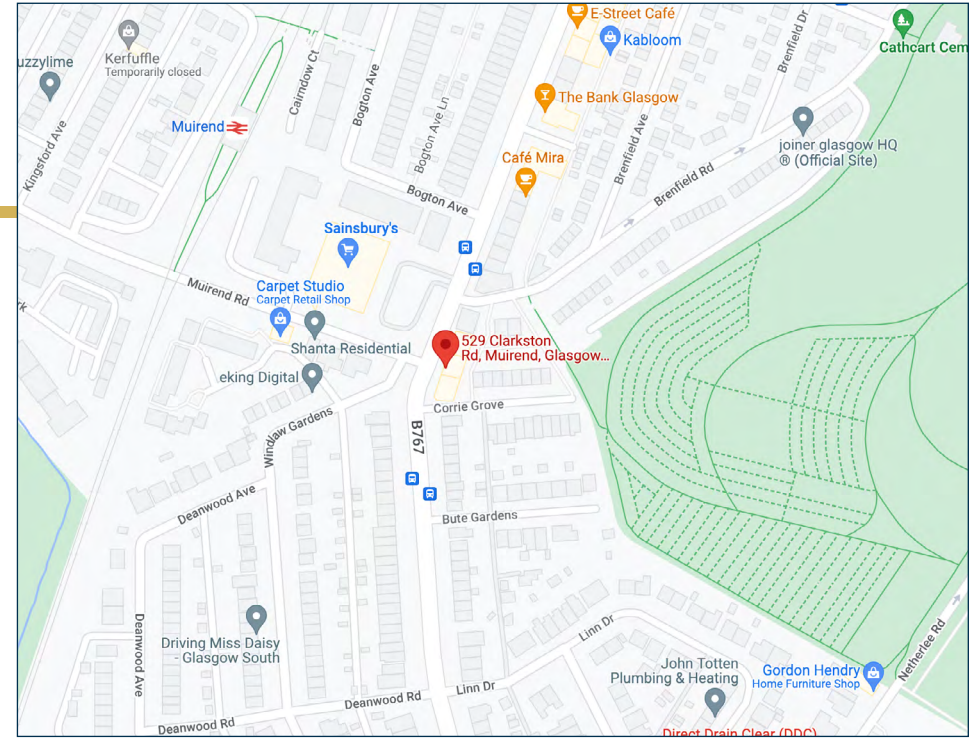 E-Street Café
Kabloom
Brenfield Dr
Cathcart Cem
Kerfuffle
Temporarily closed
uzzylime
Cairndow Ct
Bogton Ave
Bogton Ave Ln
The Bank Glasgow
Muirend
Kingsford Ave
Brenfield Ave
joiner glasgow HQ
® (Official Site)
Café Mira
Brenfield Rd
Bogton Ave
Sainsbury's
Muirend Rd
Carpet Studio
Carpet Retail Shop
rk
Shanta Residential
529 Clarkston
Rd, Muirend, Glasgow...
eking Digital
Corrie Grove
Windlaw Gardens
B767
Deanwood Ave
Bute Gardens
Deanwood Ave
Driving Miss Daisy
- Glasgow South
Linn Dr
Netherlee Rd
John Totten
Plumbing & Heating
Gordon Hendry
Home Furniture Shop
Linn Dr
Deanwood Rd
Deanwood Rd
Direct Drain Clear (DDC)